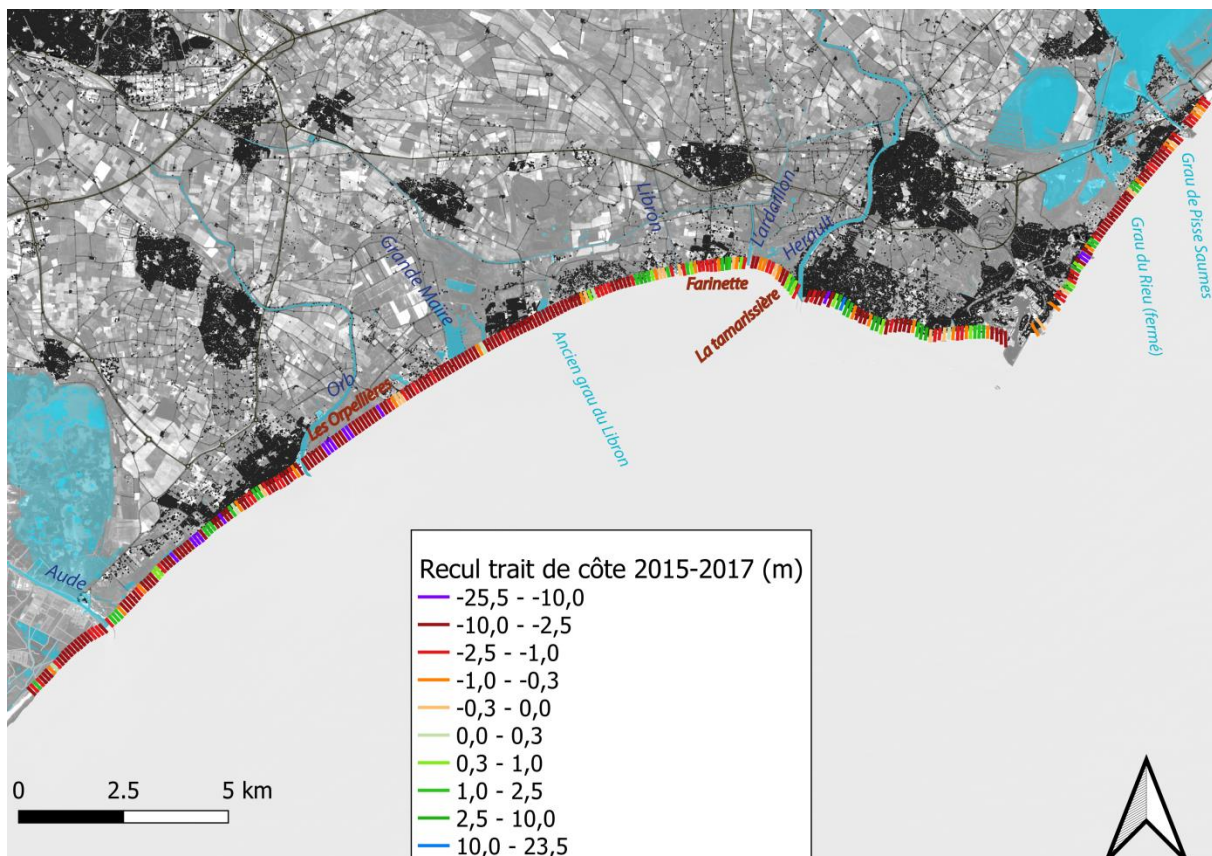 Grau de Pisse Saumes
Grau du Rieu (fermé)
Libron
Lardaillon
Herault
Grande Maïre
Farinette
La tamarissière
Ancien grau du Libron
Orb
Les Orpellières
Aude
Recul trait de côte 2015-2017 (m)
-25,5 - -10,0
-10,0 - -2,5
-2,5 - -1,0
-1,0 - -0,3
-0,3 - 0,0
0,0 - 0,3
0,3 - 1,0
1,0 - 2,5
2,5 - 10,0
10,0 - 23,5
0 2.5 5 km